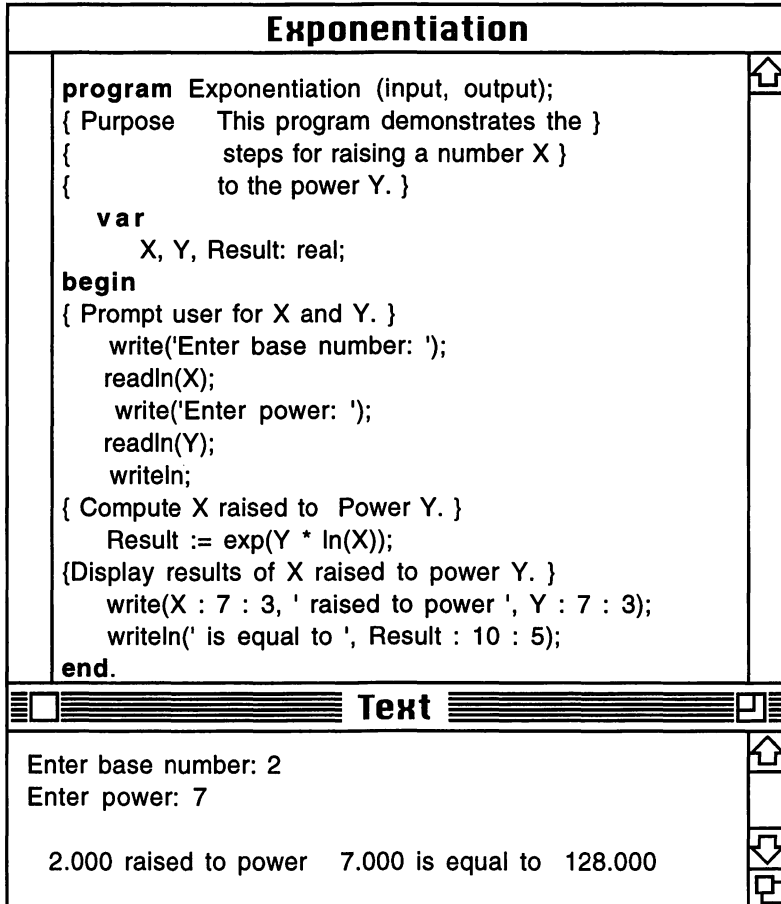 Exponentiation
program Exponentiation (input, output);
{ Purpose This program demonstrates the }
{ steps for raising a number X }
{ to the power Y. }
var
X, Y, Result: real;
begin
{ Prompt user for X and Y. }
write('Enter base number: ');
readln(X);
write('Enter power: ');
readln(Y);
writeln;
{ Compute X raised to Power Y. }
Result := exp(Y * ln(X));
{Display results of X raised to power Y. }
write(X : 7 : 3, ' raised to power ', Y : 7 : 3);
writeln(' is equal to ', Result : 10 : 5);
end.
Text
Enter base number: 2
Enter power: 7
2.000 raised to power 7.000 is equal to 128.000